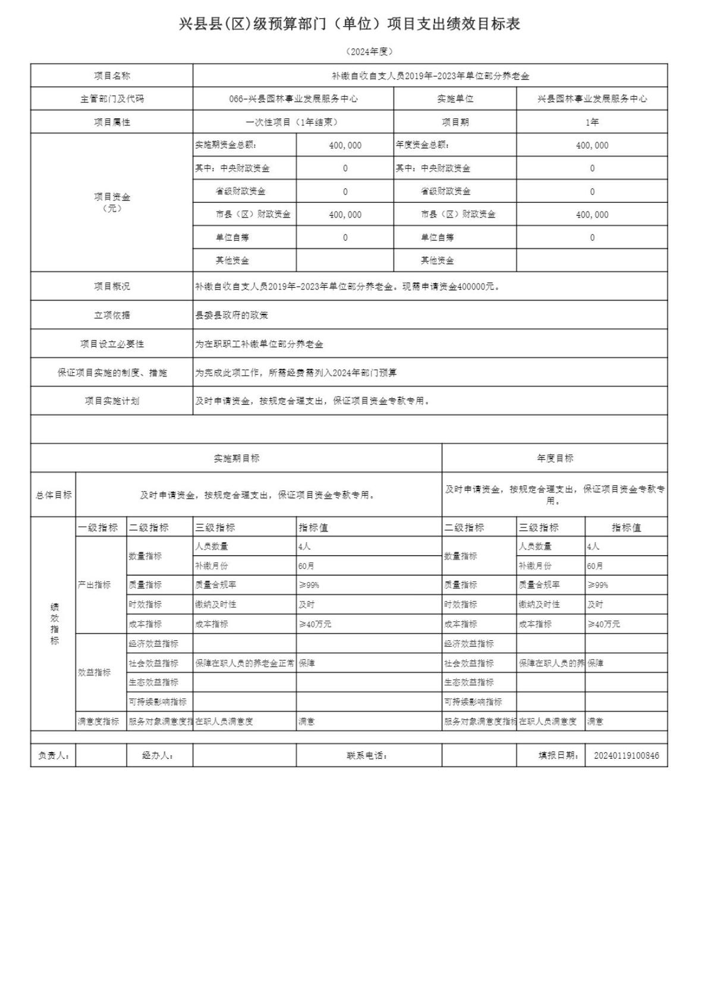 兴县县(区)级预算部门（单位）项目支出绩效目标表
（2024年度）
项目名称 补缴自收自支人员2019年-2023年单位部分养老金
主管部门及代码 066-兴县园林事业发展服务中心 实施单位 兴县园林事业发展服务中心
项目属性 一次性项目（1年结束） 项目期 1年
项目资金
（元）
实施期资金总额： 400,000 年度资金总额： 400,000
其中：中央财政资金 0 其中：中央财政资金 0
省级财政资金 0 省级财政资金 0
市县（区）财政资金 400,000 市县（区）财政资金 400,000
单位自筹 0 单位自筹 0
其他资金 其他资金
项目概况 补缴自收自支人员2019年-2023年单位部分养老金。现需申请资金400000元。
立项依据 县委县政府的政策
项目设立必要性 为在职职工补缴单位部分养老金
保证项目实施的制度、措施 为完成此项工作，所需经费需列入2024年部门预算
项目实施计划 及时申请资金，按规定合理支出，保证项目资金专款专用。
实施期目标 年度目标
总体目标 及时申请资金，按规定合理支出，保证项目资金专款专用。 及时申请资金，按规定合理支出，保证项目资金专款专
用。
绩
效
指
标
一级指标 二级指标 三级指标 指标值 二级指标 三级指标 指标值
产出指标 数量指标 人员数量 4人 数量指标 人员数量 4人
补缴月份 60月 补缴月份 60月
质量指标 质量合规率 ≥99% 质量指标 质量合规率 ≥99%
时效指标 缴纳及时性 及时 时效指标 缴纳及时性 及时
成本指标 成本指标 ≥40万元 成本指标 成本指标 ≥40万元
效益指标 经济效益指标 经济效益指标
社会效益指标 保障在职人员的养老金正常 保障 社会效益指标 保障在职人员的养 保障
生态效益指标 生态效益指标
可持续影响指标 可持续影响指标
满意度指标 服务对象满意度指 在职人员满意度 满意 服务对象满意度指标 在职人员满意度 满意
负责人： 经办人： 联系电话： 填报日期： 20240119100846